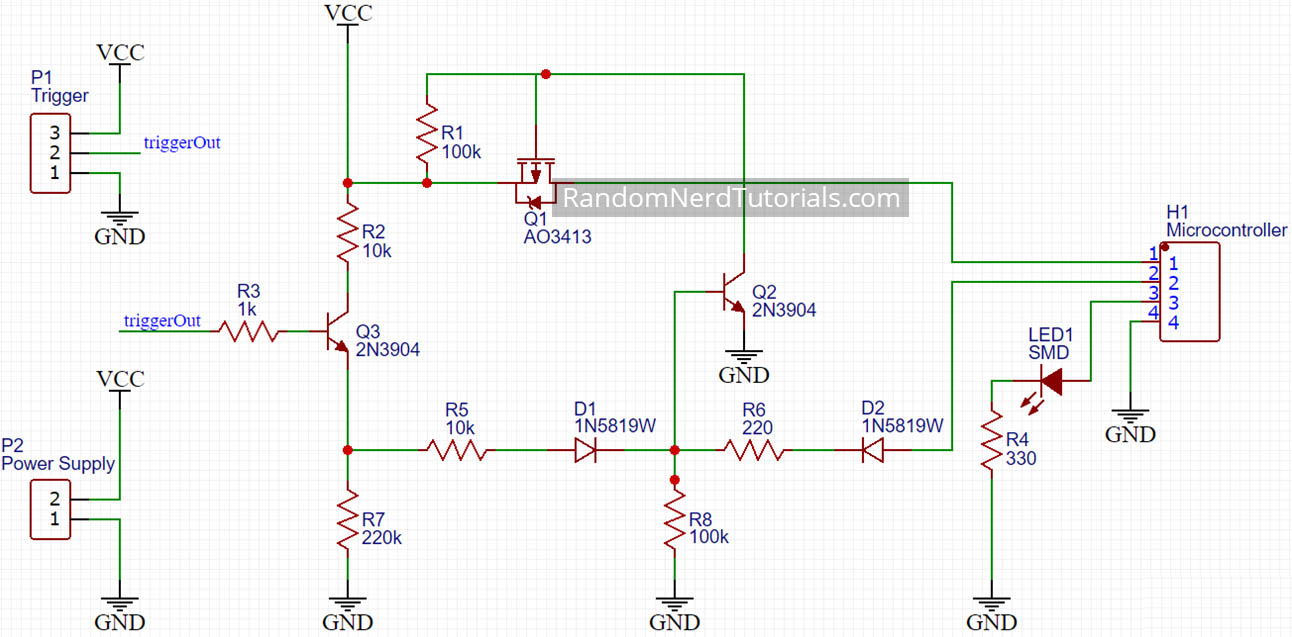 VCC
VCC
P1
Trigger
3
2
1
triggerOut
GND
R1
100k
Q1
AO3413
RandomNerdTutorials.com
R2
10k
H1
Microcontroller
1 1
2 2
3 3
4 4
R3
1k
triggerOut
Q3
2N3904
Q2
2N3904
GND
LED1
SMD
GND
VCC
P2
Power Supply
2
1
GND
R5
10k
D1
1N5819W
R6
220
D2
1N5819W
R4
330
R7
220k
R8
100k
GND
GND
GND